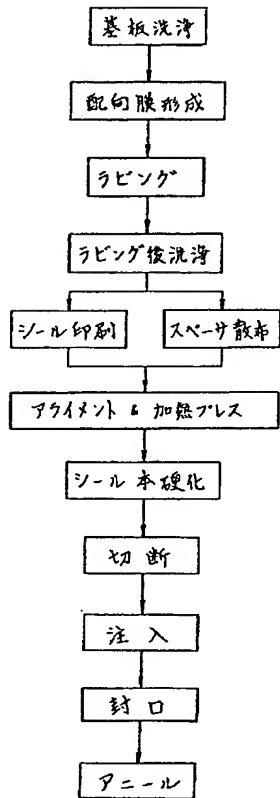 基板洗浄
配向膜形成
ラビング
ラビング後洗浄
シール印刷
スペーサ散布
アライメント & 加熱プレス
シール本硬化
切断
注入
封口
アニール